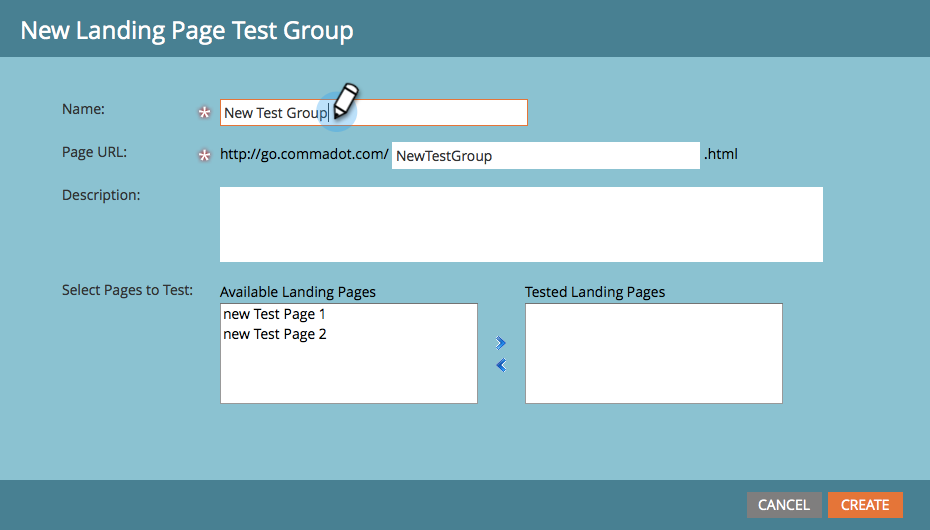 New Landing Page Test Group
Name: * New Test Group
Page URL: * http://go.commadot.com/ NewTestGroup .html
Description:
Select Pages to Test: Available Landing Pages Tested Landing Pages
new Test Page 1
new Test Page 2
CANCEL CREATE